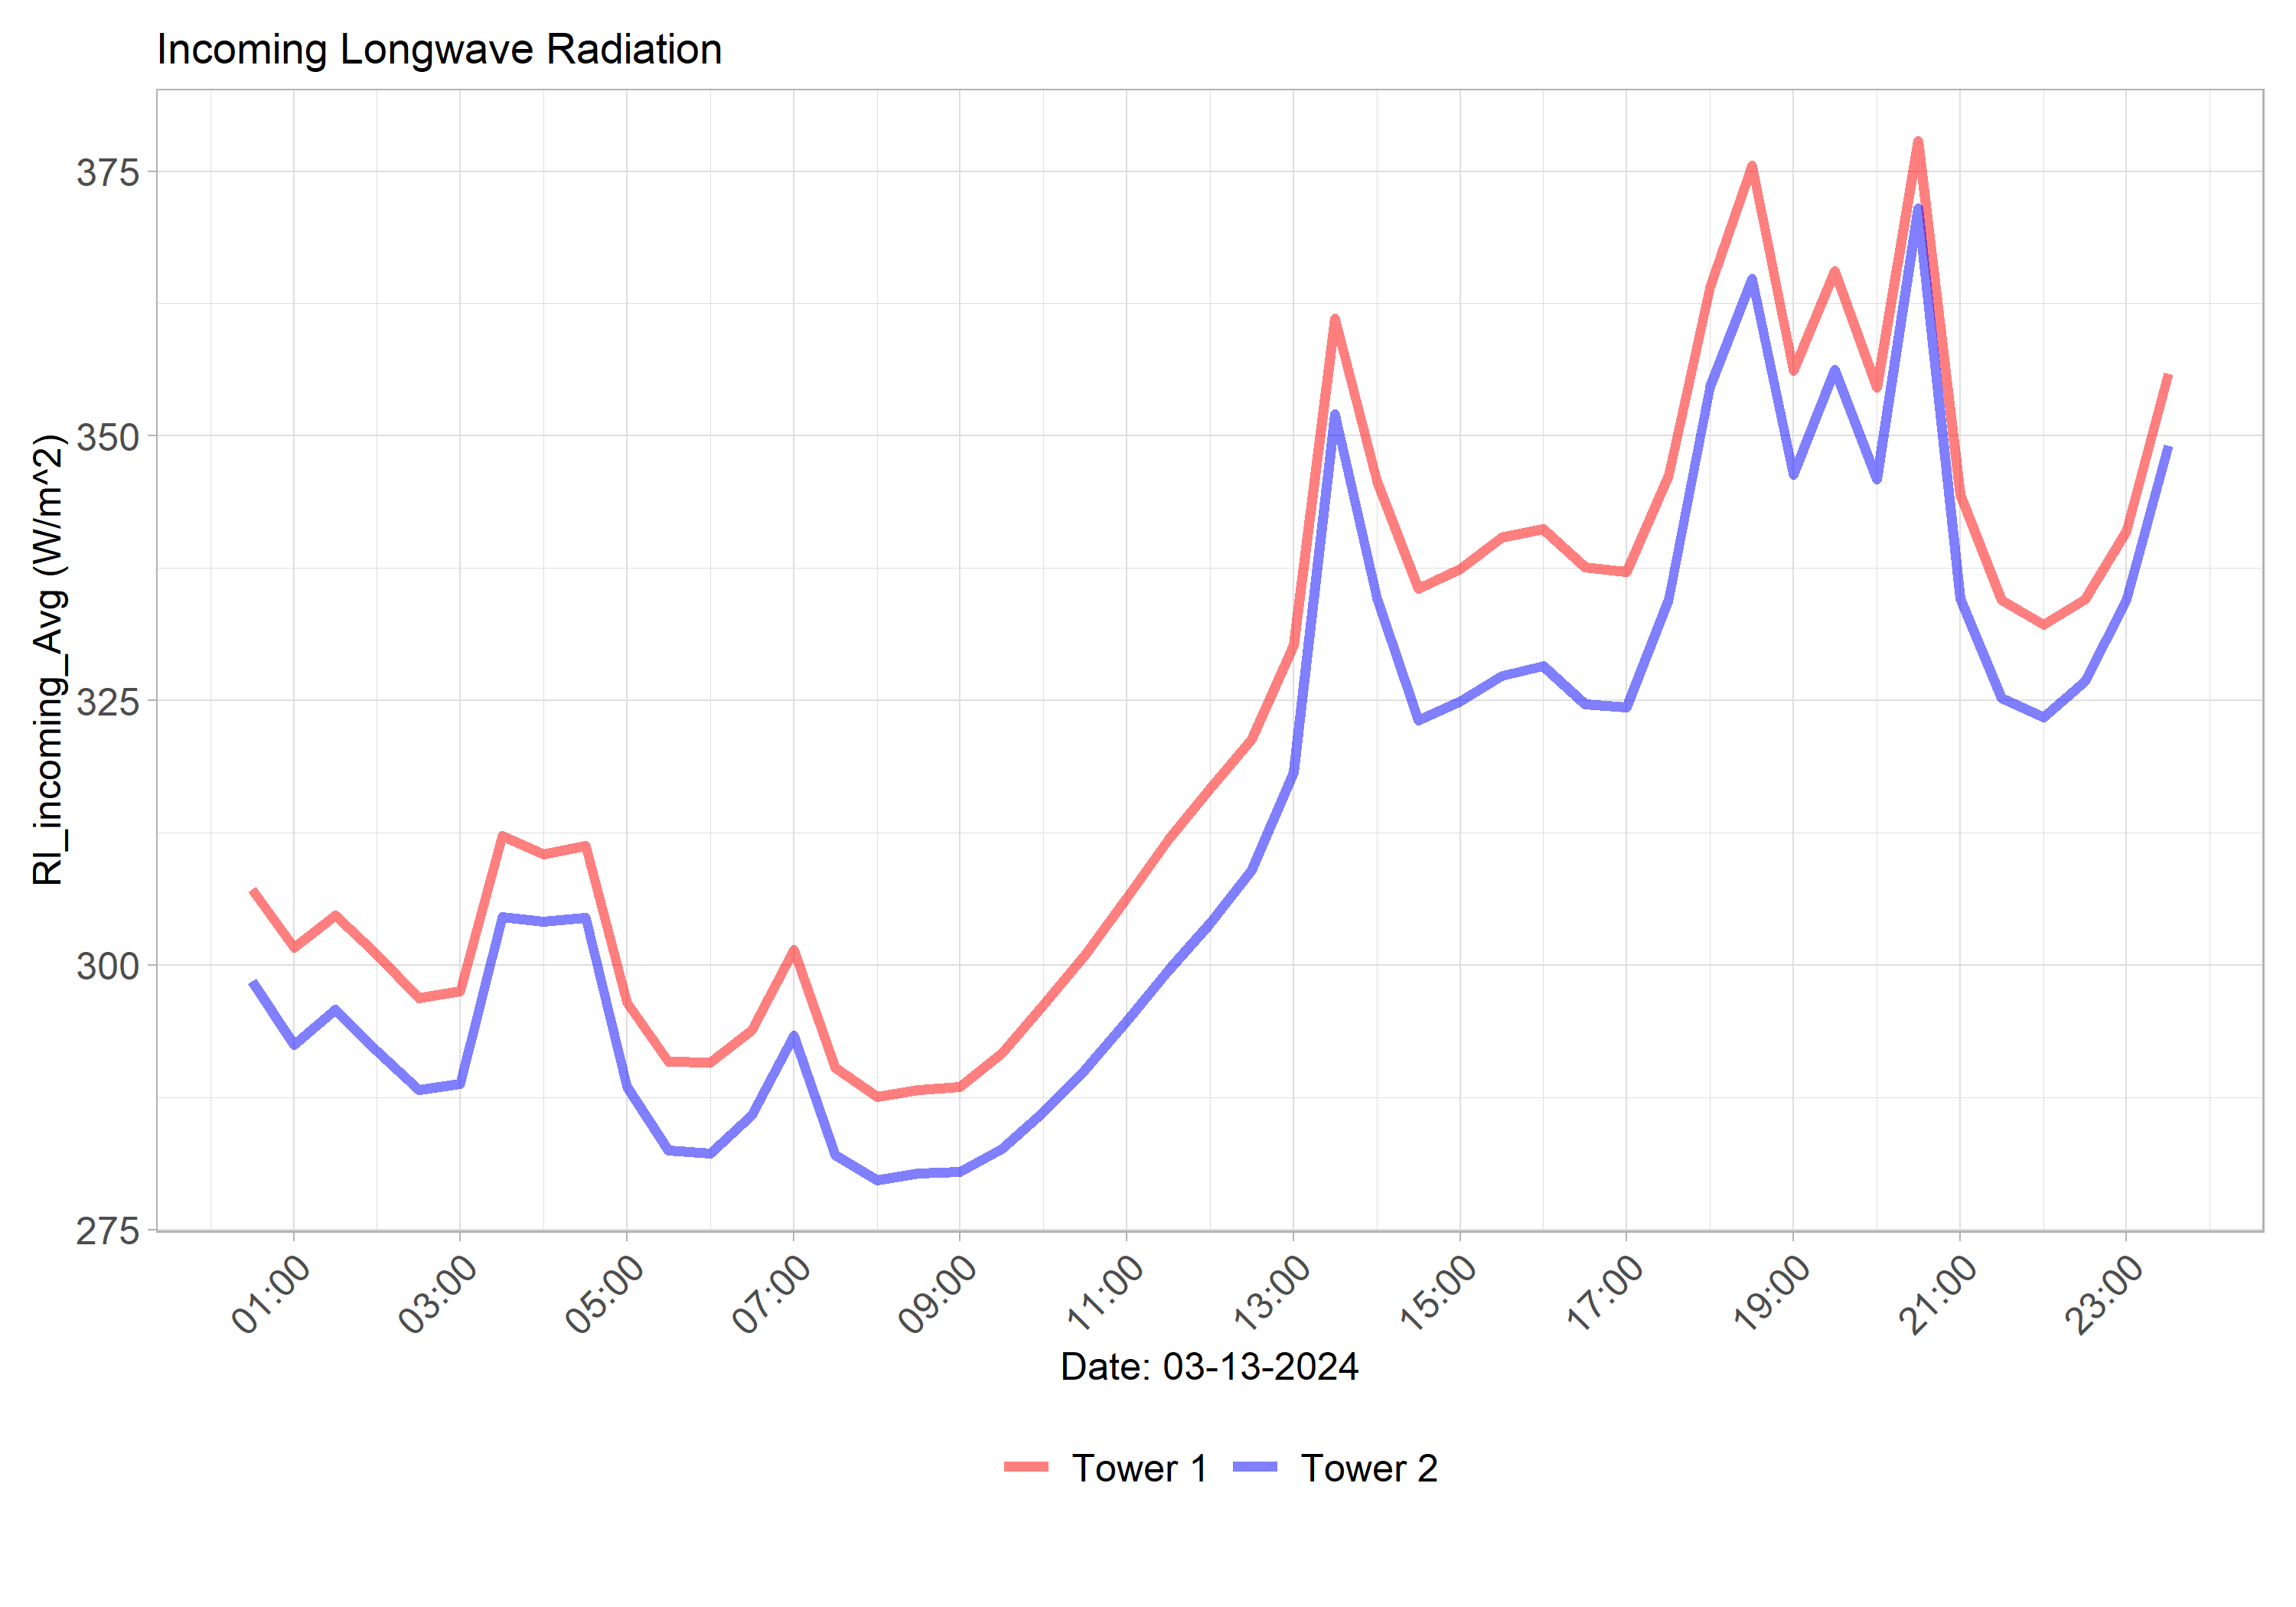 Incoming Longwave Radiation
Rl_incoming_Avg (W/m^2)
375
350
325
300
275
01:00 03:00 05:00 07:00 09:00 11:00 13:00 15:00 17:00 19:00 21:00 23:00
Date: 03-13-2024
Tower 1 Tower 2